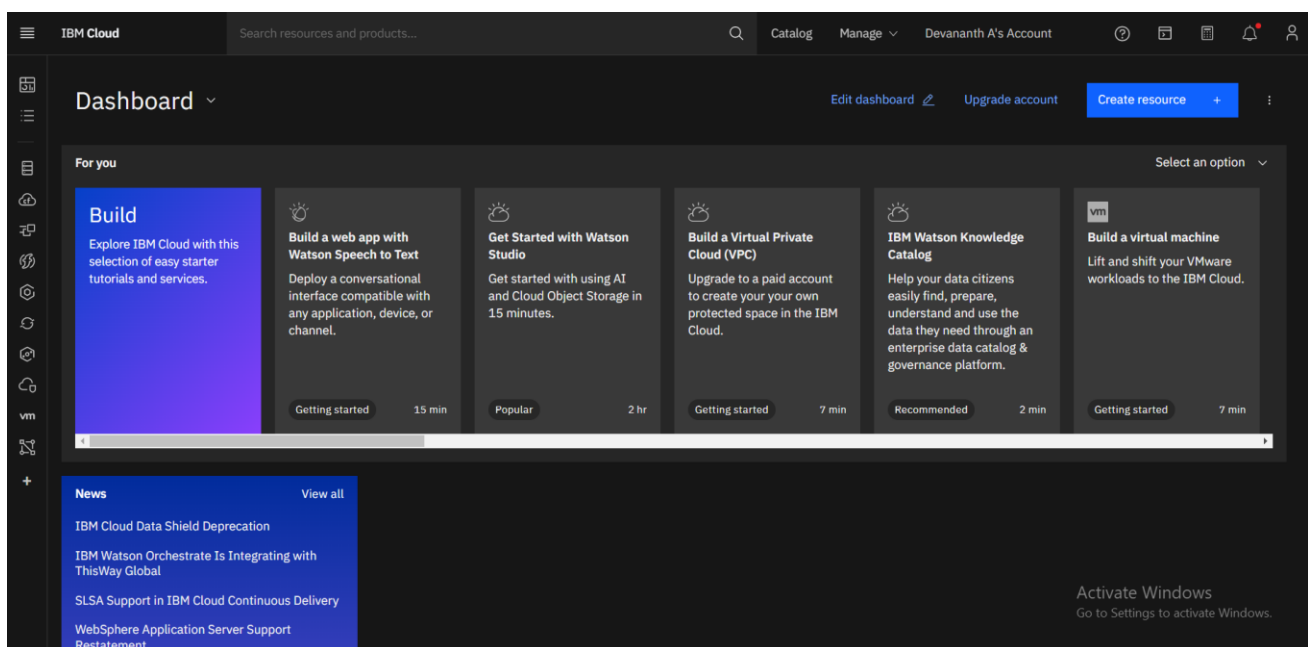 IBM Cloud
Search resources and products...
Catalog
Manage
Devananth A's Account
Dashboard
Edit dashboard
Upgrade account
Create resource +
For you
Select an option
Build
Explore IBM Cloud with this
selection of easy starter
tutorials and services.
Build a web app with
Watson Speech to Text
Deploy a conversational
interface compatible with
any application, device, or
channel.
Getting started
15 min
Get Started with Watson
Studio
Get started with using AI
and Cloud Object Storage in
15 minutes.
Popular
2 hr
Build a Virtual Private
Cloud (VPC)
Upgrade to a paid account
to create your your own
protected space in the IBM
Cloud.
Getting started
7 min
IBM Watson Knowledge
Catalog
Help your data citizens
easily find, prepare,
understand and use the
data they need through an
enterprise data catalog &
governance platform.
Recommended
2 min
vm
Build a virtual machine
Lift and shift your VMware
workloads to the IBM Cloud.
Getting started
7 min
vm
News
View all
IBM Cloud Data Shield Deprecation
IBM Watson Orchestrate Is Integrating with
ThisWay Global
SLSA Support in IBM Cloud Continuous Delivery
WebSphere Application Server Support
Restatement
Activate Windows
Go to Settings to activate Windows.